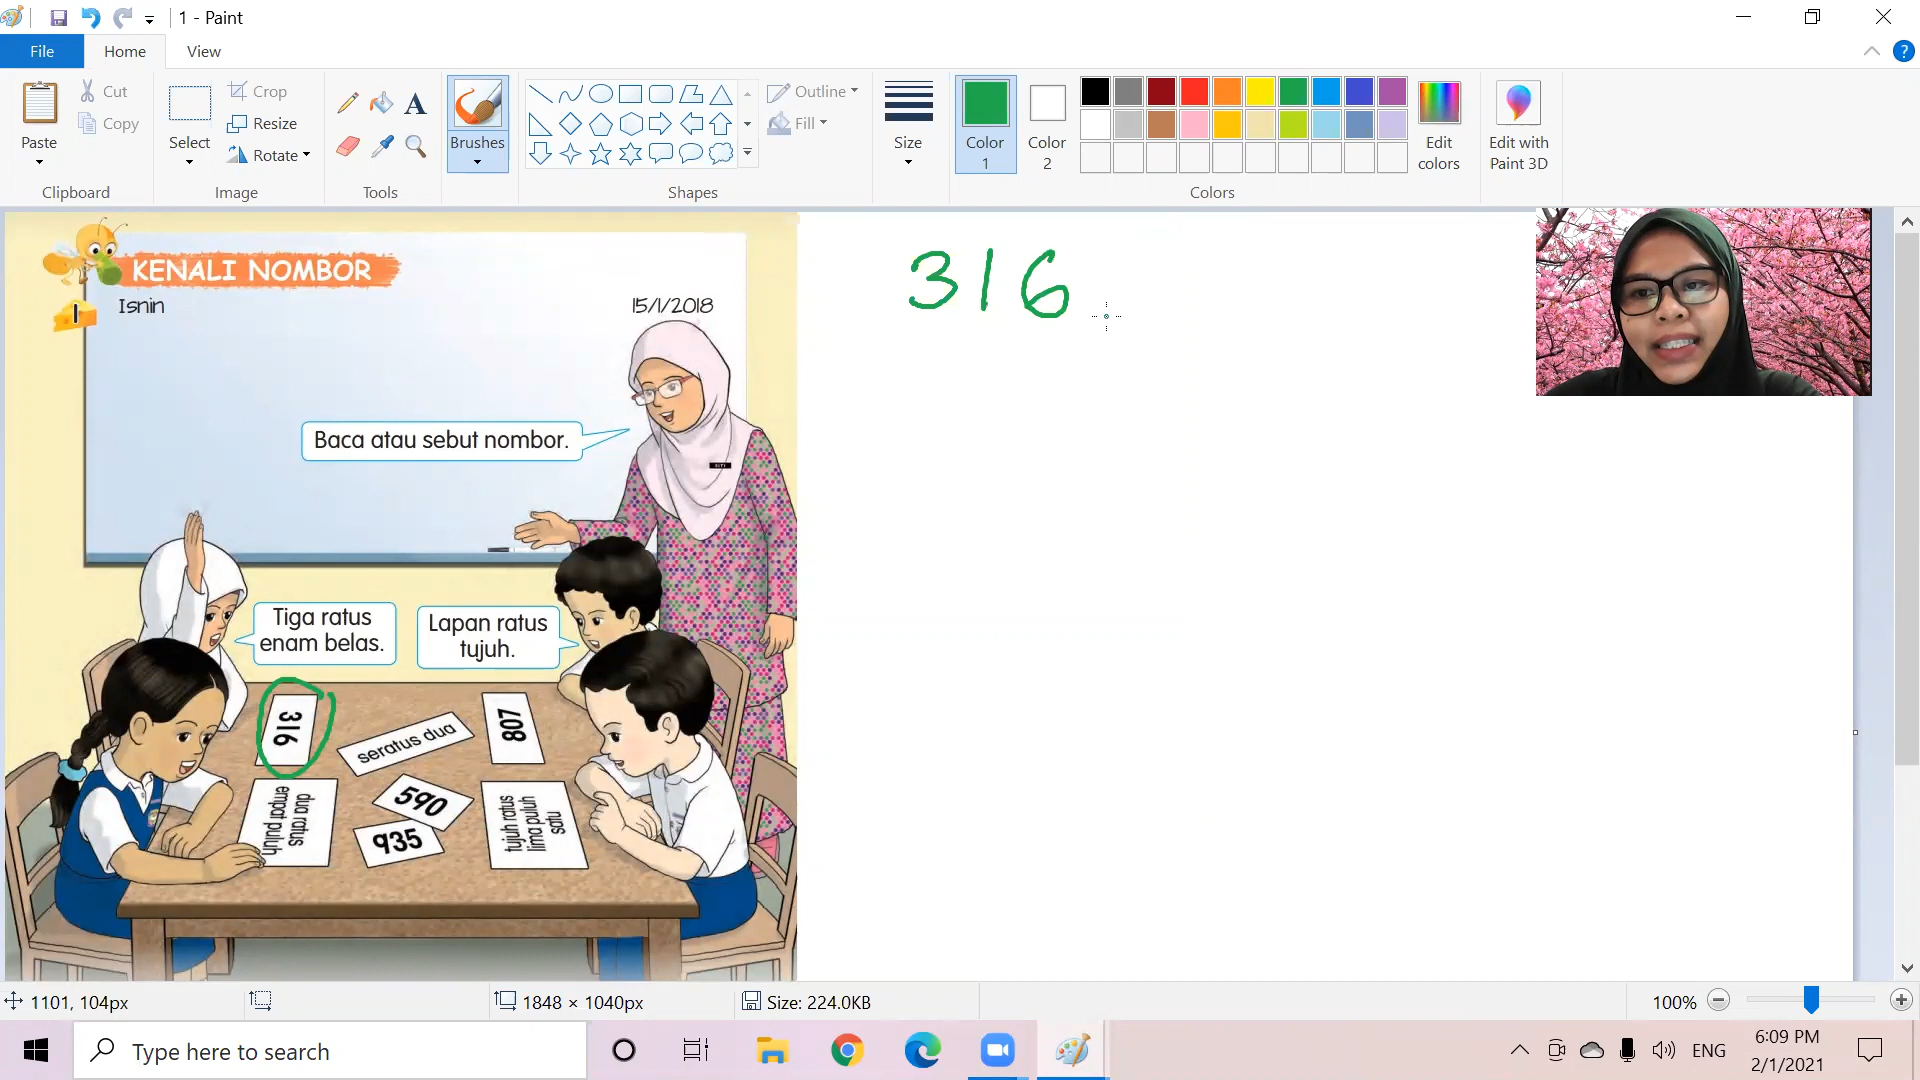 1 - Paint
File
Home
View
Paste
Cut
Copy
Clipboard
Select
Crop
Resize
Rotate
Image
A
Tools
Brushes
Outline
Fill
Shapes
Size
Color
1
Color
2
Colors
Edit
colors
Edit with
Paint 3D
?
KENALI NOMBOR
1
Isnin
15/1/2018
Baca atau sebut nombor.
SITI
Tiga ratus
enam belas.
Lapan ratus
tujuh.
316
seratus dua
807
dua ratus
empat puluh
590
935
tujuh ratus
lima puluh
satu
316
1101, 104px
1848 × 1040px
Size: 224.0KB
100%
Type here to search
ENG
6:09 PM
2/1/2021